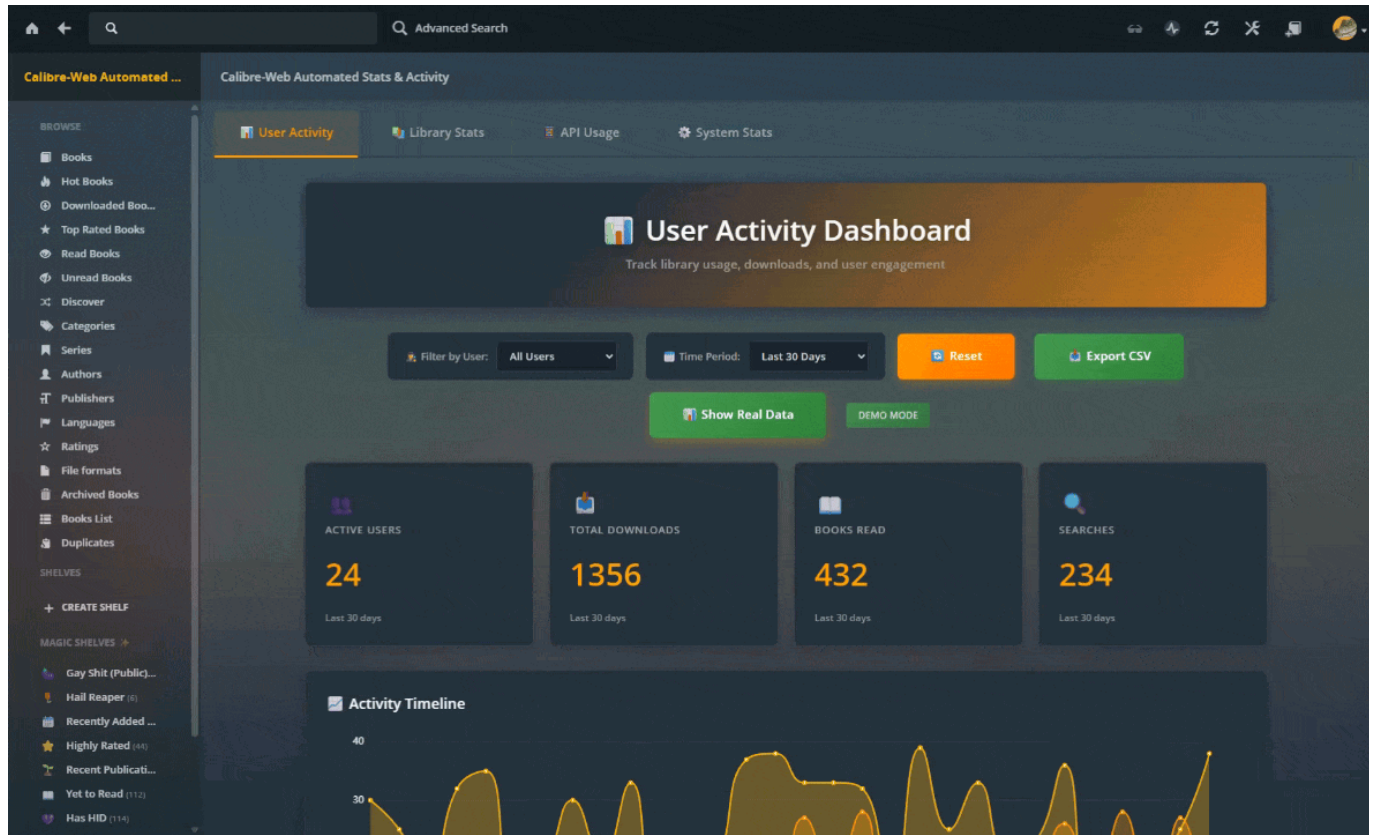 Advanced Search
Calibre-Web Automated ...
Calibre-Web Automated Stats & Activity
User Activity
Library Stats
API Usage
System Stats
BROWSE
Books
Hot Books
Downloaded Boo...
Top Rated Books
Read Books
Unread Books
Discover
Categories
Series
Authors
Publishers
Languages
Ratings
File formats
Archived Books
Books List
Duplicates
SHELVES
+ CREATE SHELF
MAGIC SHELVES
Gay Shit (Public)...
Hail Reaper (6)
Recently Added ...
Highly Rated (44)
Recent Publicati...
Yet to Read (112)
Has HID (114)
User Activity Dashboard
Track library usage, downloads, and user engagement
Filter by User: All Users
Time Period: Last 30 Days
Reset
Export CSV
Show Real Data
DEMO MODE
ACTIVE USERS
24
Last 30 days
TOTAL DOWNLOADS
1356
Last 30 days
BOOKS READ
432
Last 30 days
SEARCHES
234
Last 30 days
Activity Timeline
40
30